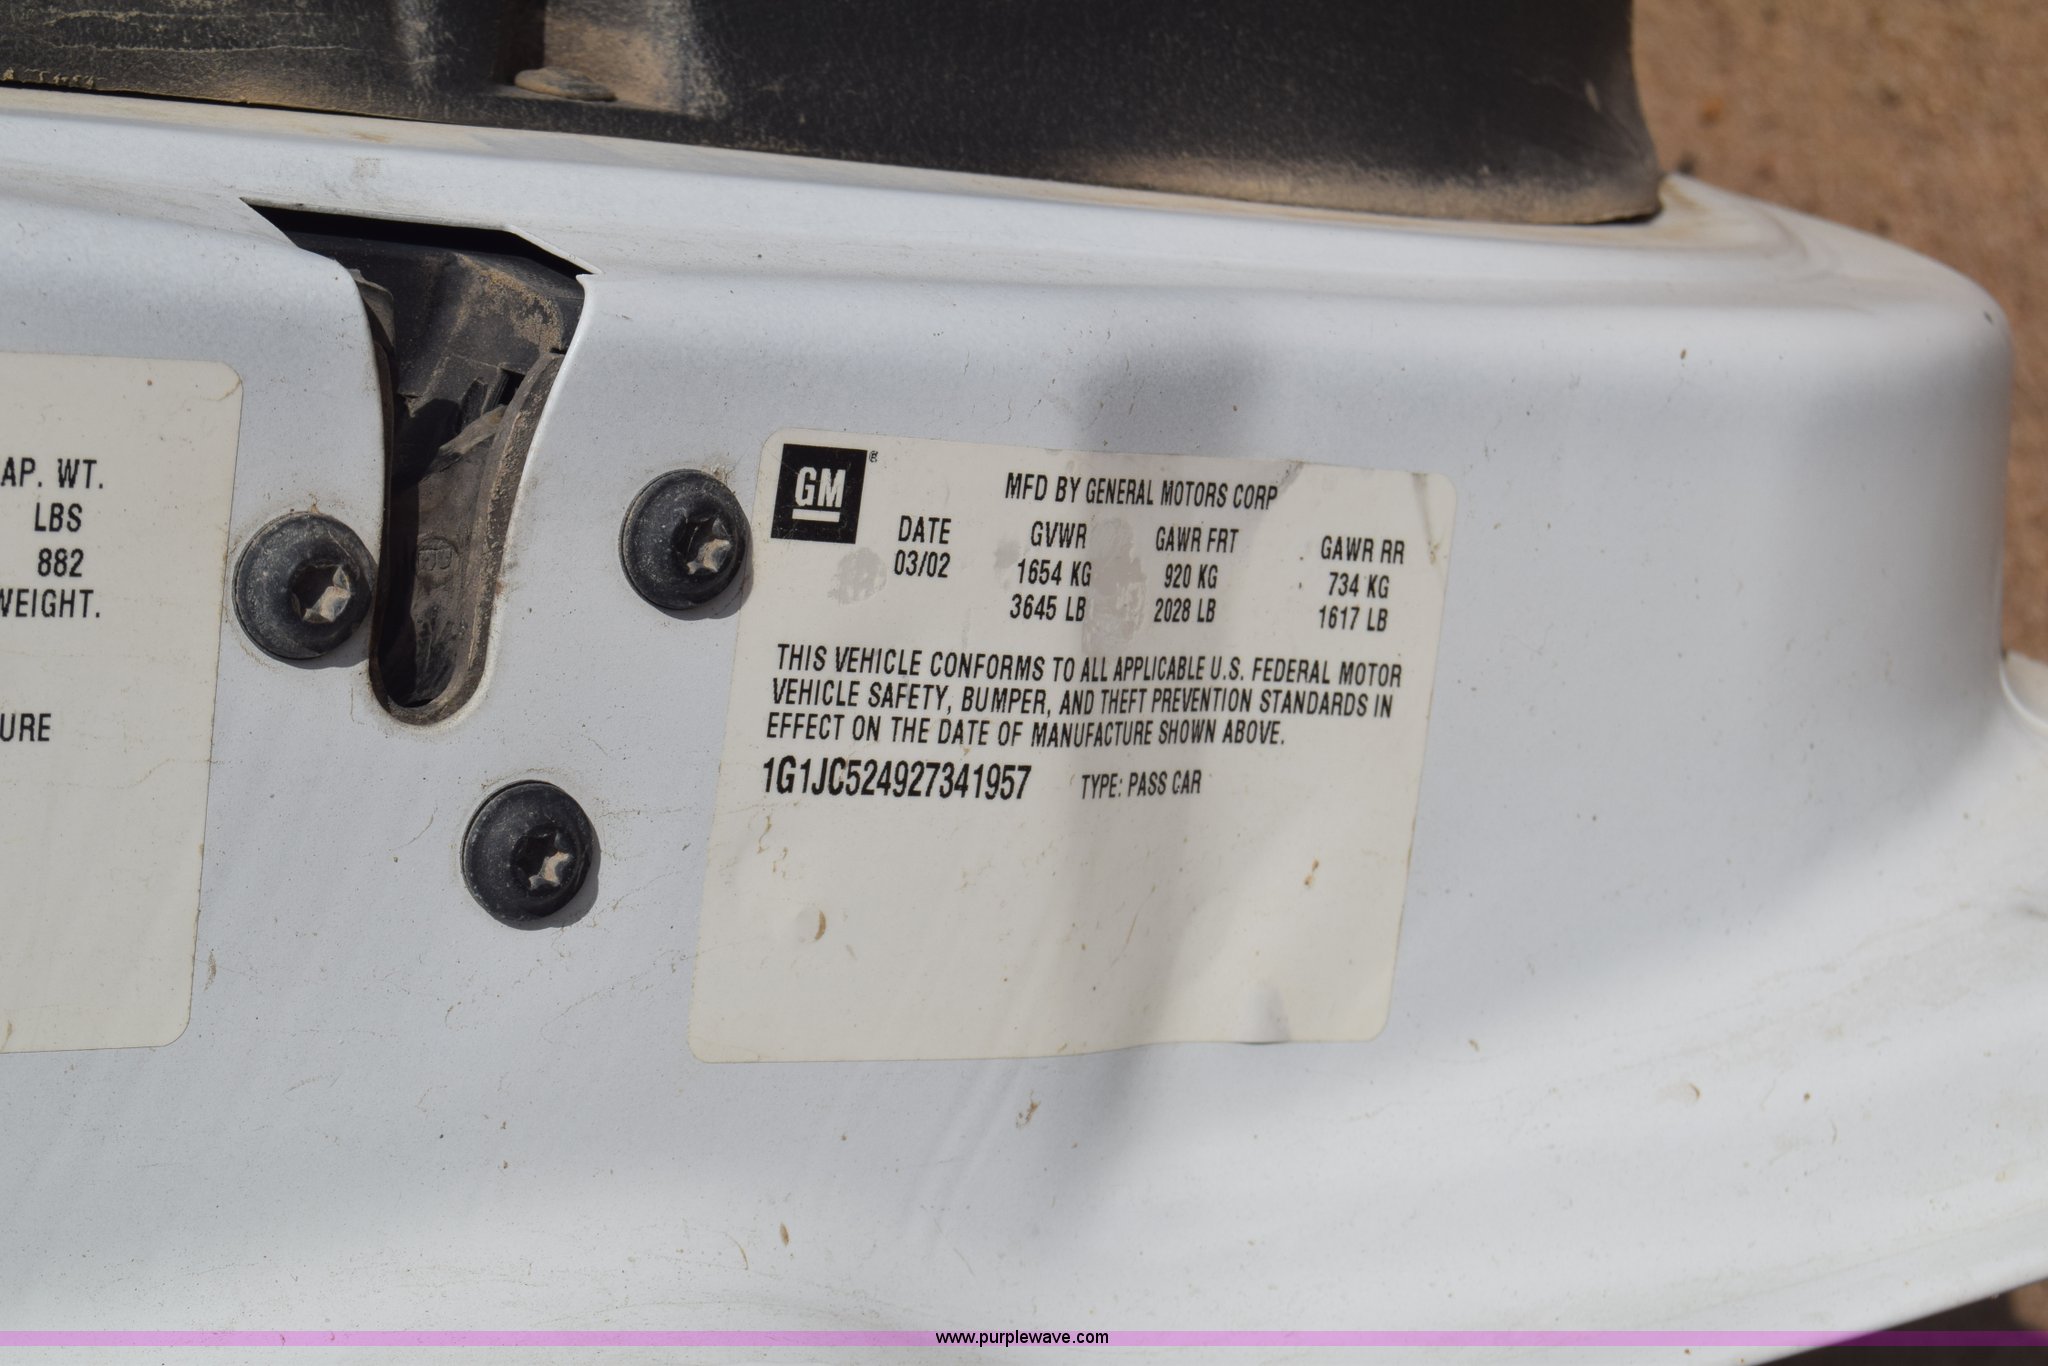 AP. WT.
LBS
882
WEIGHT.
URE
GM®
MFD BY GENERAL MOTORS CORP
DATE GVWR GAWR FRT GAWR RR
03/02 1654 KG 920 KG 734 KG
3645 LB 2028 LB 1617 LB
THIS VEHICLE CONFORMS TO ALL APPLICABLE U.S. FEDERAL MOTOR
VEHICLE SAFETY, BUMPER, AND THEFT PREVENTION STANDARDS IN
EFFECT ON THE DATE OF MANUFACTURE SHOWN ABOVE.
1G1JC524927341957 TYPE: PASS CAR
www.purplewave.com